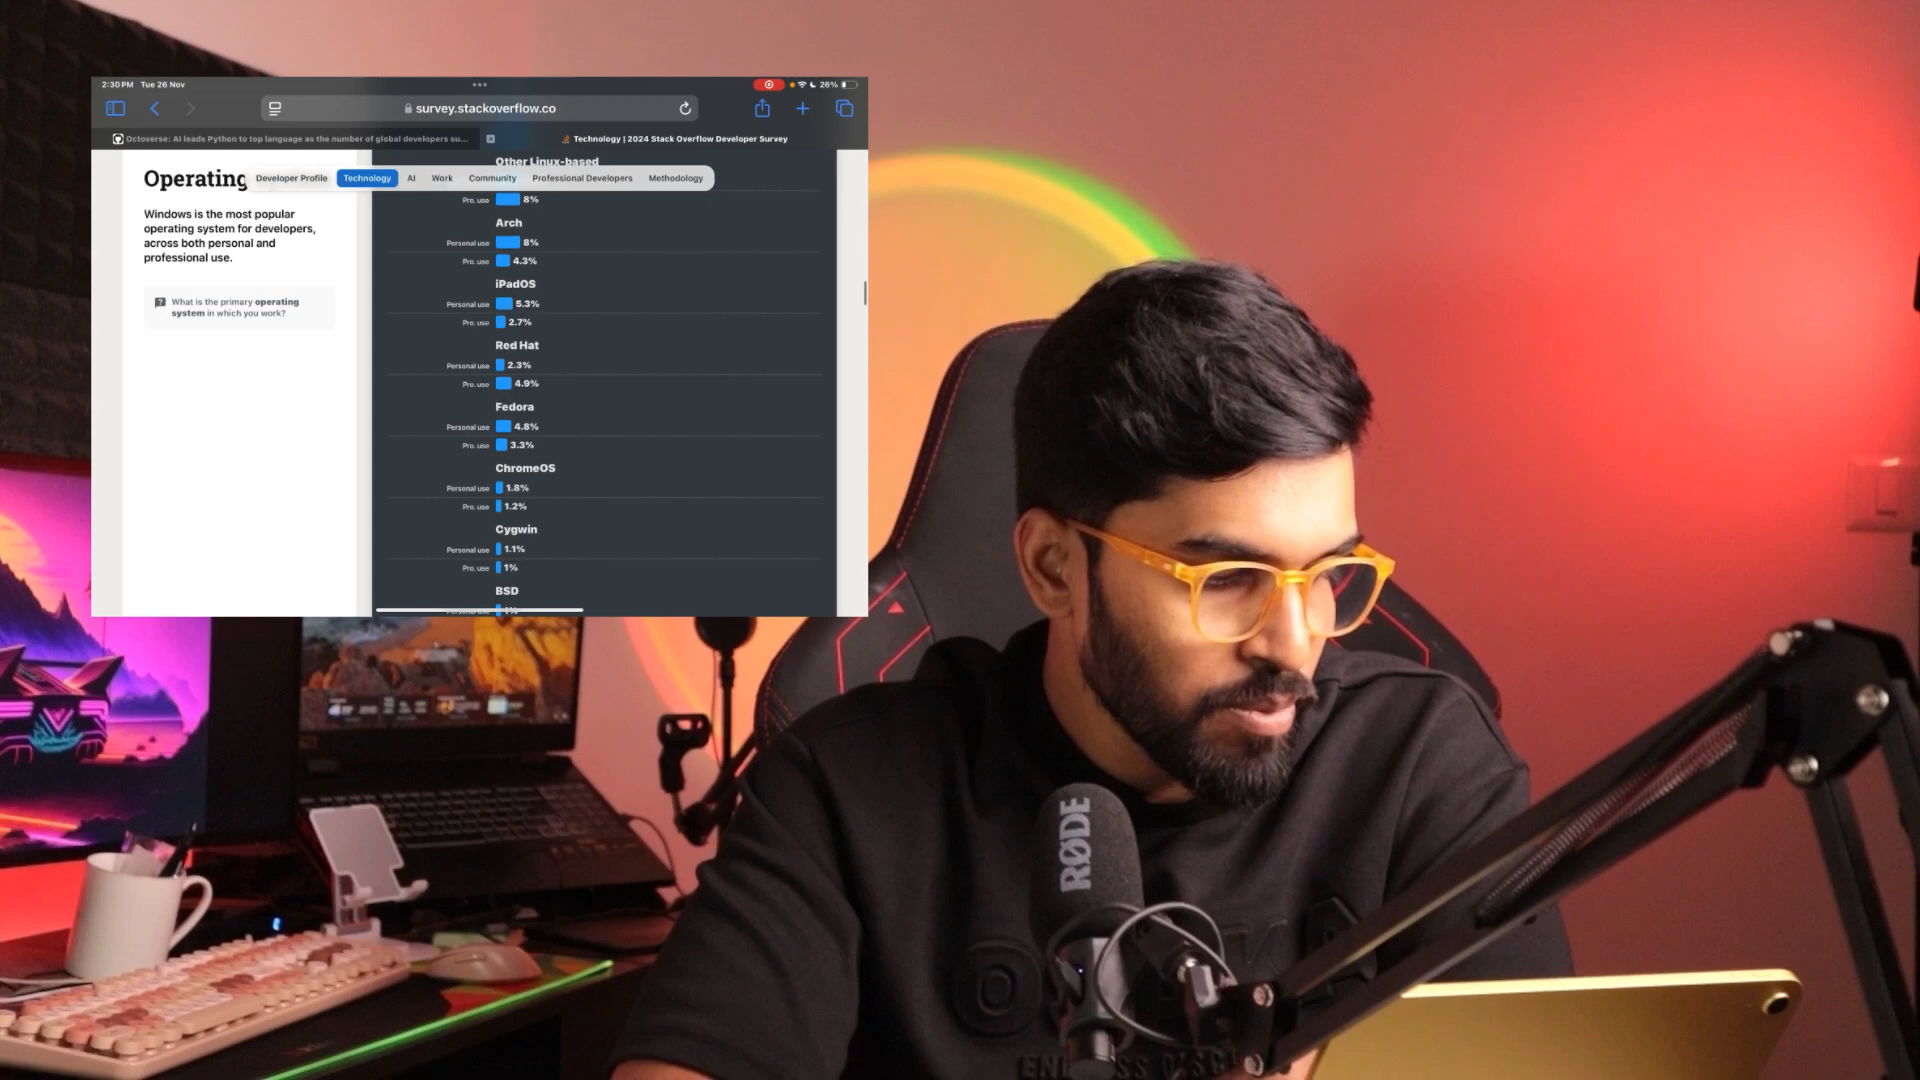 2:30 PM Tue 26 Nov
26%
survey.stackoverflow.co
Octoverse: AI leads Python to top language as the number of global developers su...
Technology | 2024 Stack Overflow Developer Survey
Operating
Developer Profile Technology AI Work Community Professional Developers Methodology
Windows is the most popular
operating system for developers,
across both personal and
professional use.
What is the primary operating
system in which you work?
Other Linux-based
Pro. use 8%
Arch
Personal use 8%
Pro. use 4.3%
iPadOS
Personal use 5.3%
Pro. use 2.7%
Red Hat
Personal use 2.3%
Pro. use 4.9%
Fedora
Personal use 4.8%
Pro. use 3.3%
ChromeOS
Personal use 1.8%
Pro. use 1.2%
Cygwin
Personal use 1.1%
Pro. use 1%
BSD
Personal use 1%
RØDE